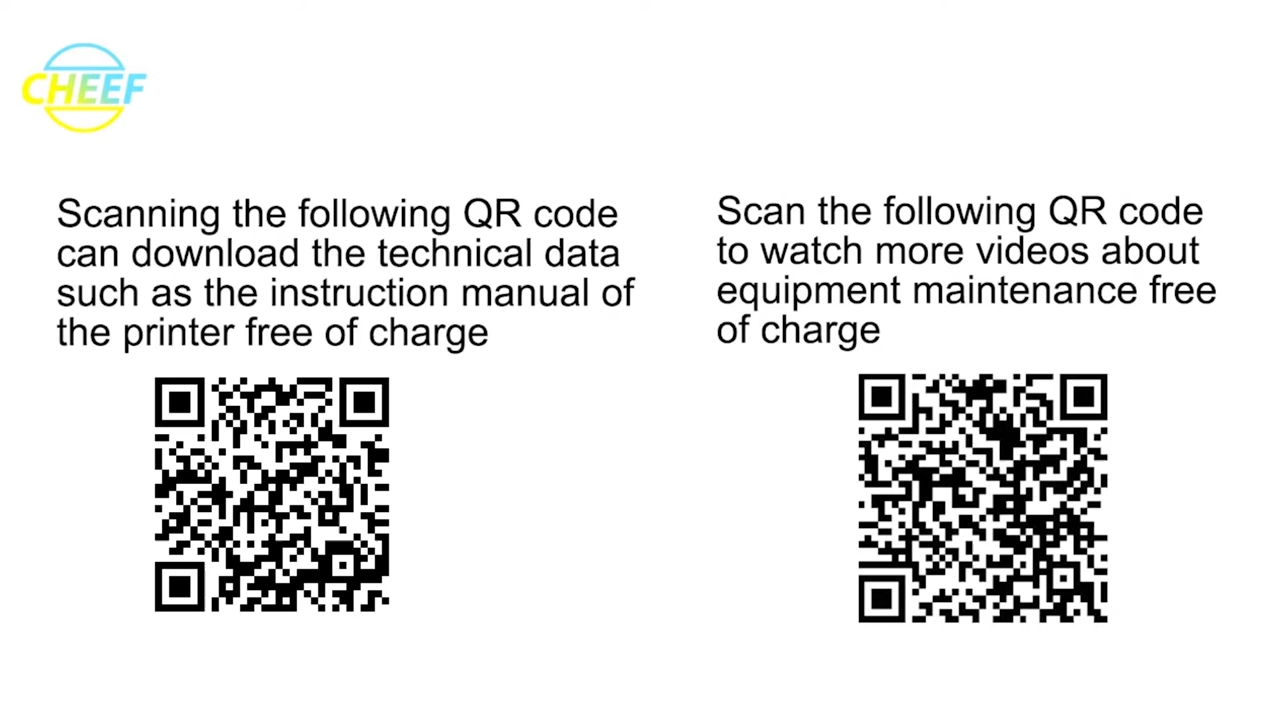 CHEEF
Scanning the following QR code
can download the technical data
such as the instruction manual of
the printer free of charge
Scan the following QR code
to watch more videos about
equipment maintenance free
of charge